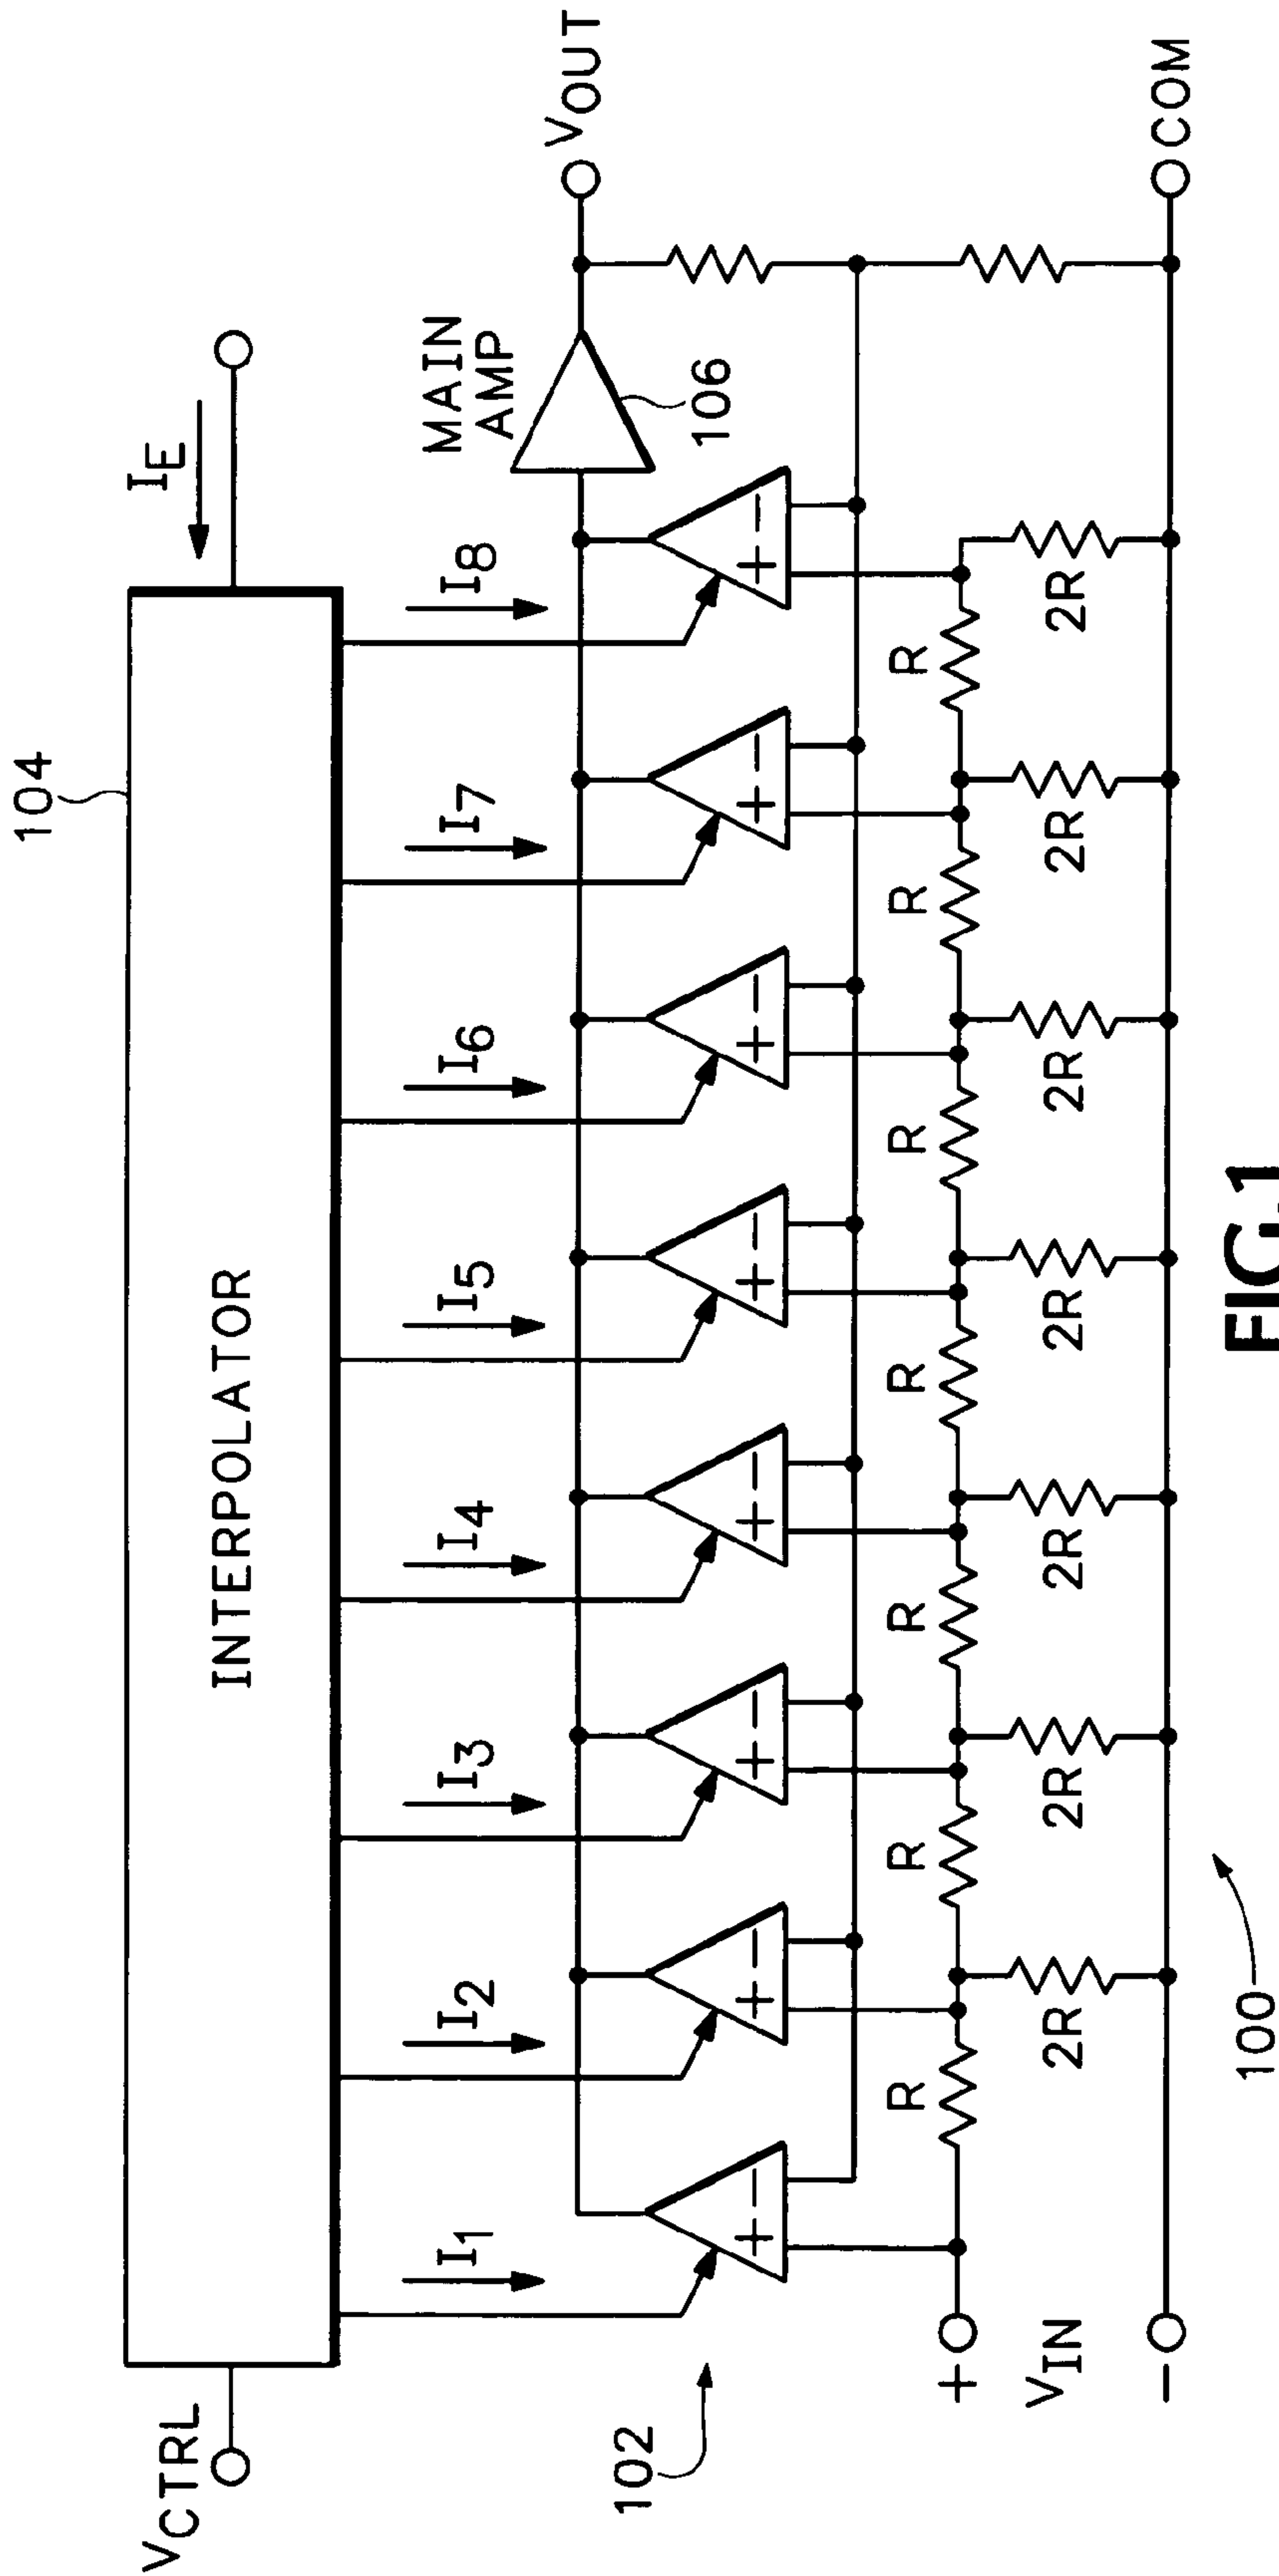 104
VCTRL
INTERPOLATOR
IE
I1
I2
I3
I4
I5
I6
I7
I8
MAIN
AMP
106
VOUT
102
+ −
+ −
+ −
+ −
+ −
+ −
+ −
+ −
R
R
R
R
R
R
R
+
VIN
−
2R
2R
2R
2R
2R
2R
2R
COM
100
FIG.1